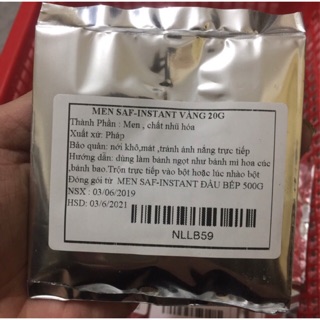 MEN SAF-INSTANT VÀNG 20G
Thành Phần : Men , chất nhũ hóa
Xuất xứ: Pháp
Bảo quản: nới khô,mát ,tránh ánh nắng trực tiếp
Hướng dẫn: dùng làm bánh ngọt như bánh mì hoa cúc
,bánh bao.Trộn trực tiếp vào bột hoặc lúc nhào bột
Đóng gói từ MEN SAF-INSTANT ĐẦU BẾP 500G
NSX : 03/06/2019
HSD: 03/6/2021
NLLB59